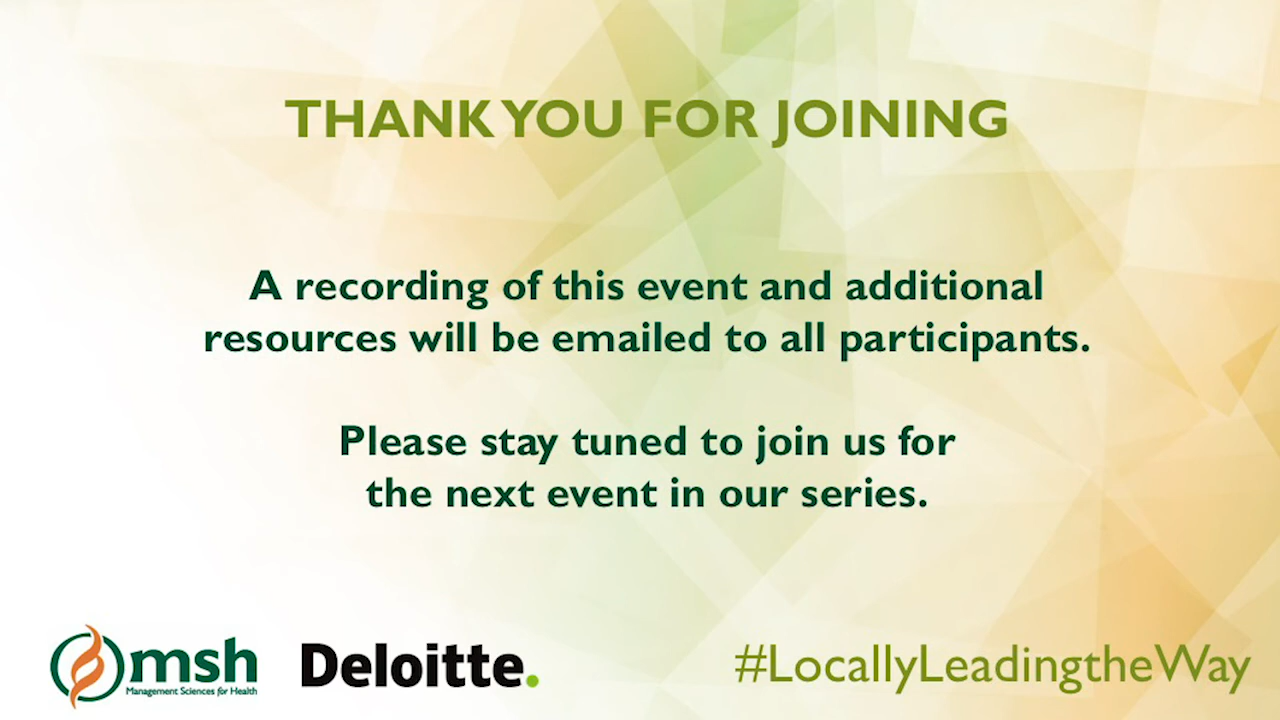 THANK YOU FOR JOINING
A recording of this event and additional
resources will be emailed to all participants.
Please stay tuned to join us for
the next event in our series.
msh
Management Sciences for Health
Deloitte.
#LocallyLeadingtheWay